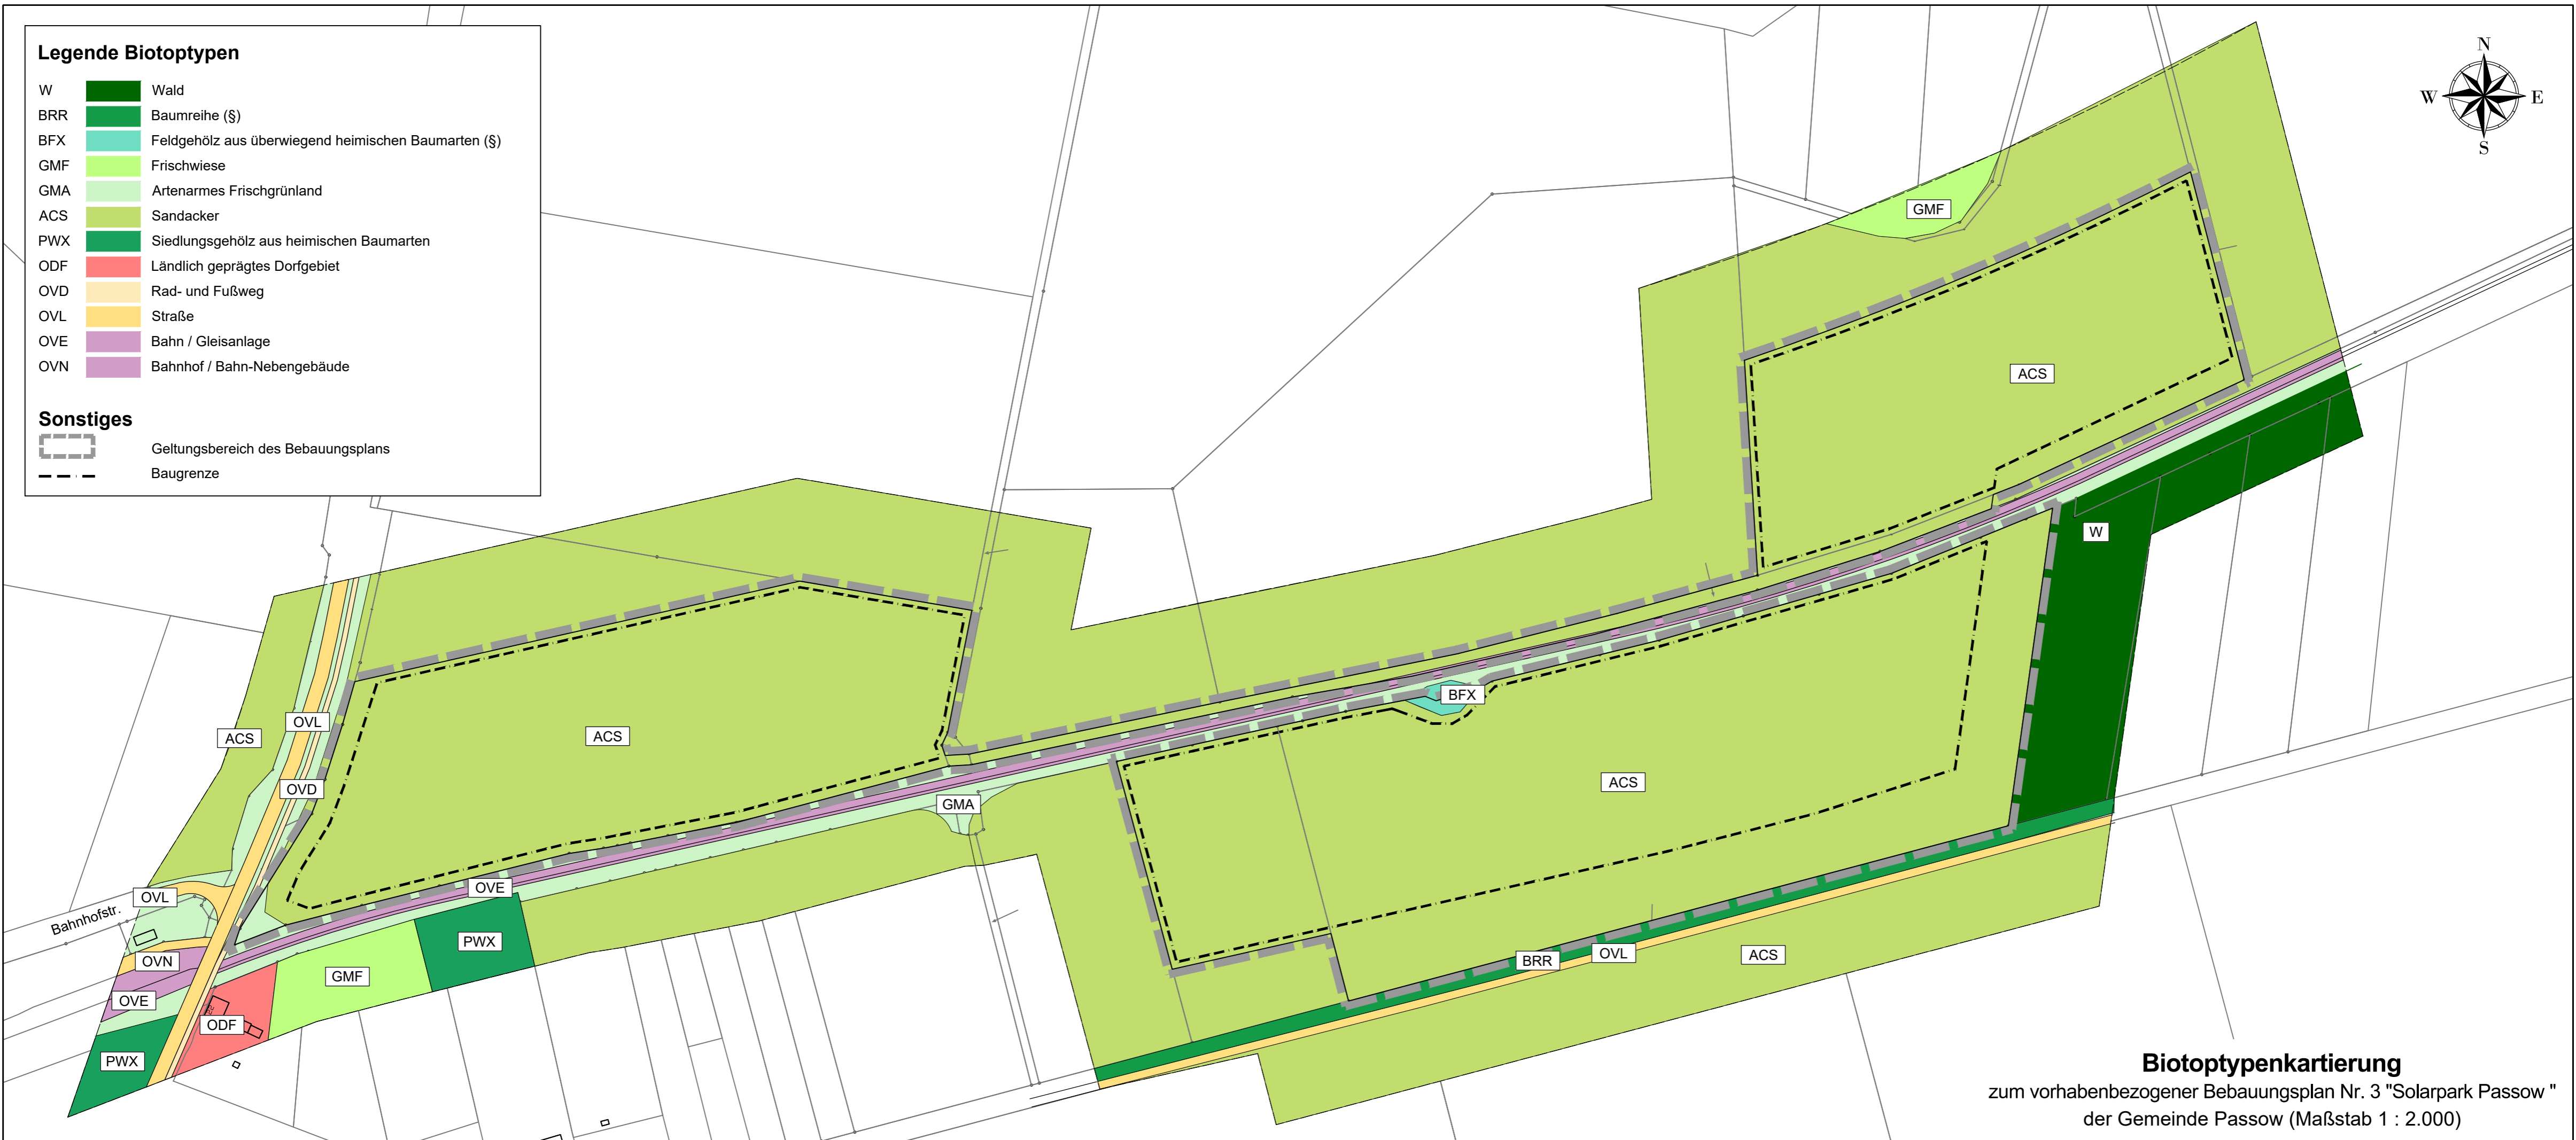 Legende Biotoptypen
W Wald
BRR Baumreihe (§)
BFX Feldgehölz aus überwiegend heimischen Baumarten (§)
GMF Frischwiese
GMA Artenarmes Frischgrünland
ACS Sandacker
PWX Siedlungsgehölz aus heimischen Baumarten
ODF Ländlich geprägtes Dorfgebiet
OVD Rad- und Fußweg
OVL Straße
OVE Bahn / Gleisanlage
OVN Bahnhof / Bahn-Nebengebäude
Sonstiges
Geltungsbereich des Bebauungsplans
Baugrenze
N
W E
S
GMF
ACS
W
BFX
OVL
ACS
ACS
ACS
OVD
GMA
OVE
OVL
Bahnhofstr.
PWX
OVN
GMF
BRR
OVL
ACS
OVE
ODF
PWX
Biotoptypenkartierung
zum vorhabenbezogener Bebauungsplan Nr. 3 "Solarpark Passow "
der Gemeinde Passow (Maßstab 1 : 2.000)